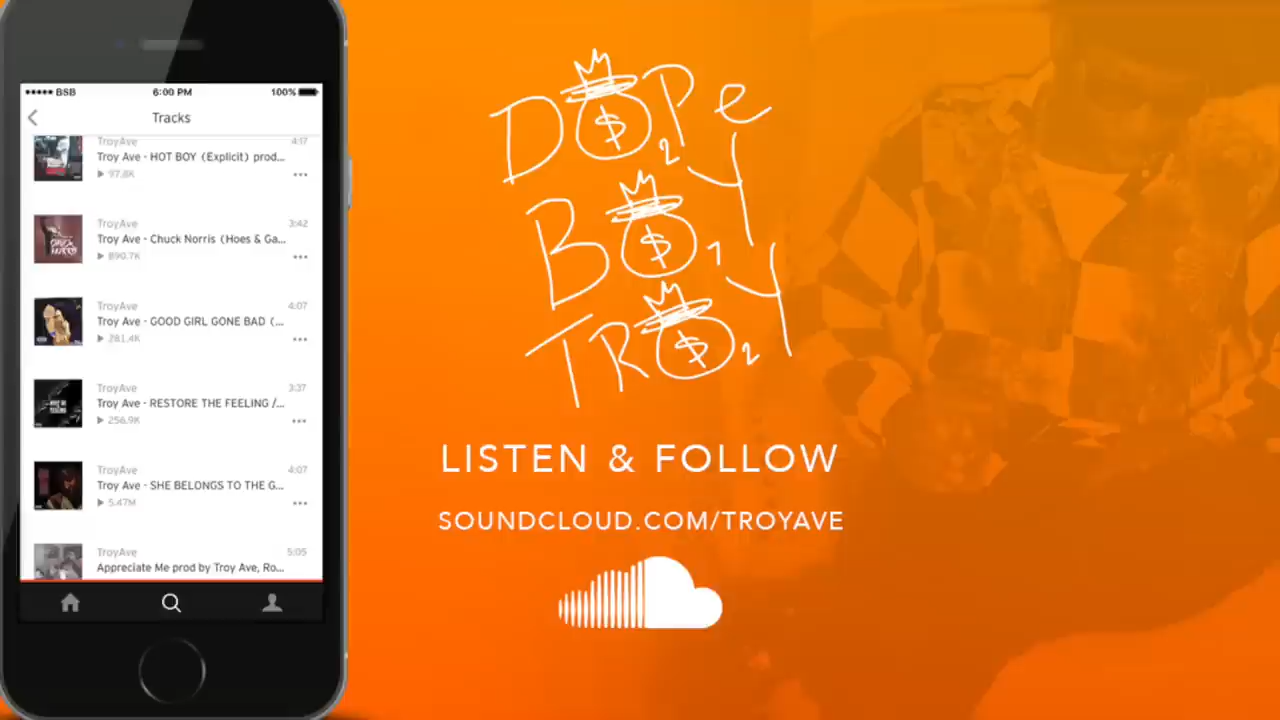 BSB 6:00 PM 100%
Tracks
TroyAve 4:17
Troy Ave - HOT BOY (Explicit) prod...
97.8K
TroyAve 3:42
Troy Ave - Chuck Norris (Hoes & Ga...
890.7K
TroyAve 4:07
Troy Ave - GOOD GIRL GONE BAD (...
281.4K
TroyAve 3:37
Troy Ave - RESTORE THE FEELING /...
256.9K
TroyAve 4:07
Troy Ave - SHE BELONGS TO THE G...
5.47M
TroyAve 5:05
Appreciate Me prod by Troy Ave, Ro...
DOPe
2 y
BO1y
TRO2
LISTEN & FOLLOW
SOUNDCLOUD.COM/TROYAVE